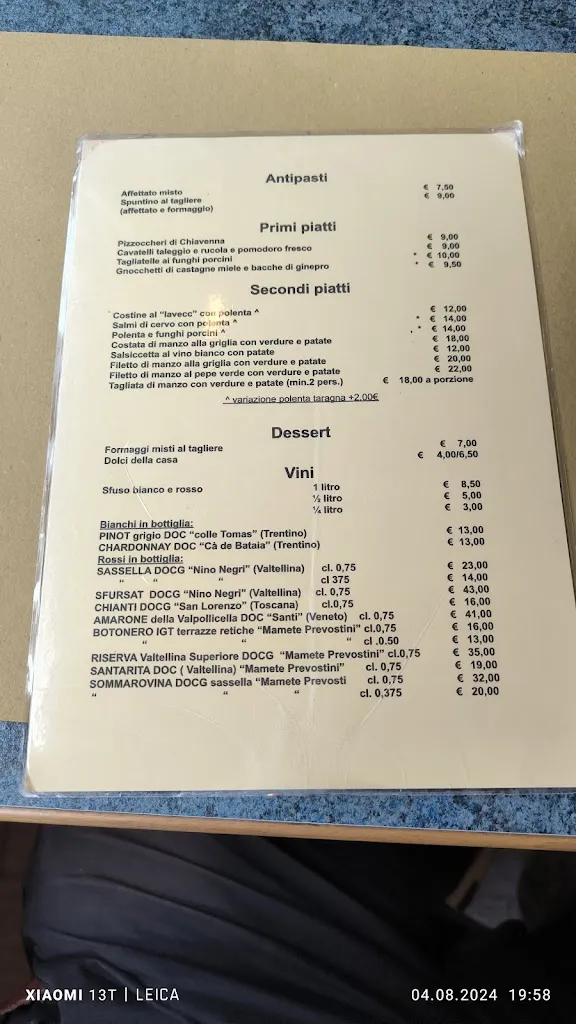 Antipasti
Affettato misto € 7,50
Spuntino al tagliere € 9,00
(affettato e formaggio)
Primi piatti
Pizzoccheri di Chiavenna € 9,00
Cavatelli taleggio e rucola e pomodoro fresco € 9,00
Tagliatelle ai funghi porcini * € 10,00
Gnocchetti di castagne miele e bacche di ginepro * € 9,50
Secondi piatti
Costine al "lavecc" con polenta ^ € 12,00
Salmì di cervo con polenta ^ * € 14,00
Polenta e funghi porcini ^ * € 14,00
Costata di manzo alla griglia con verdure e patate € 18,00
Salsiccetta al vino bianco con patate € 12,00
Filetto di manzo alla griglia con verdure e patate € 20,00
Filetto di manzo al pepe verde con verdure e patate € 22,00
Tagliata di manzo con verdure e patate (min.2 pers.) € 18,00 a porzione
^ variazione polenta taragna +2.00€
Dessert
Formaggi misti al tagliere € 7,00
Dolci della casa € 4,00/6,50
Vini
Sfuso bianco e rosso 1 litro € 8,50
½ litro € 5,00
¼ litro € 3,00
Bianchi in bottiglia:
PINOT grigio DOC "colle Tomas" (Trentino) € 13,00
CHARDONNAY DOC "Cà de Bataia" (Trentino) € 13,00
Rossi in bottiglia:
SASSELLA DOCG "Nino Negri" (Valtellina) cl. 0,75 € 23,00
" " " cl 375 € 14,00
SFURSAT DOCG "Nino Negri" (Valtellina) cl. 0,75 € 43,00
CHIANTI DOCG "San Lorenzo" (Toscana) cl.0,75 € 16,00
AMARONE della Valpollicella DOC "Santi" (Veneto) cl. 0,75 € 41,00
BOTONERO IGT terrazze retiche "Mamete Prevostini" cl.0,75 € 16,00
" " " cl .0.50 € 13,00
RISERVA Valtellina Superiore DOCG "Mamete Prevostini" cl.0,75 € 35,00
SANTARITA DOC ( Valtellina) "Mamete Prevostini" cl. 0,75 € 19,00
SOMMAROVINA DOCG sassella "Mamete Prevosti cl. 0,75 € 32,00
" " " cl. 0,375 € 20,00
XIAOMI 13T | LEICA 04.08.2024 19:58